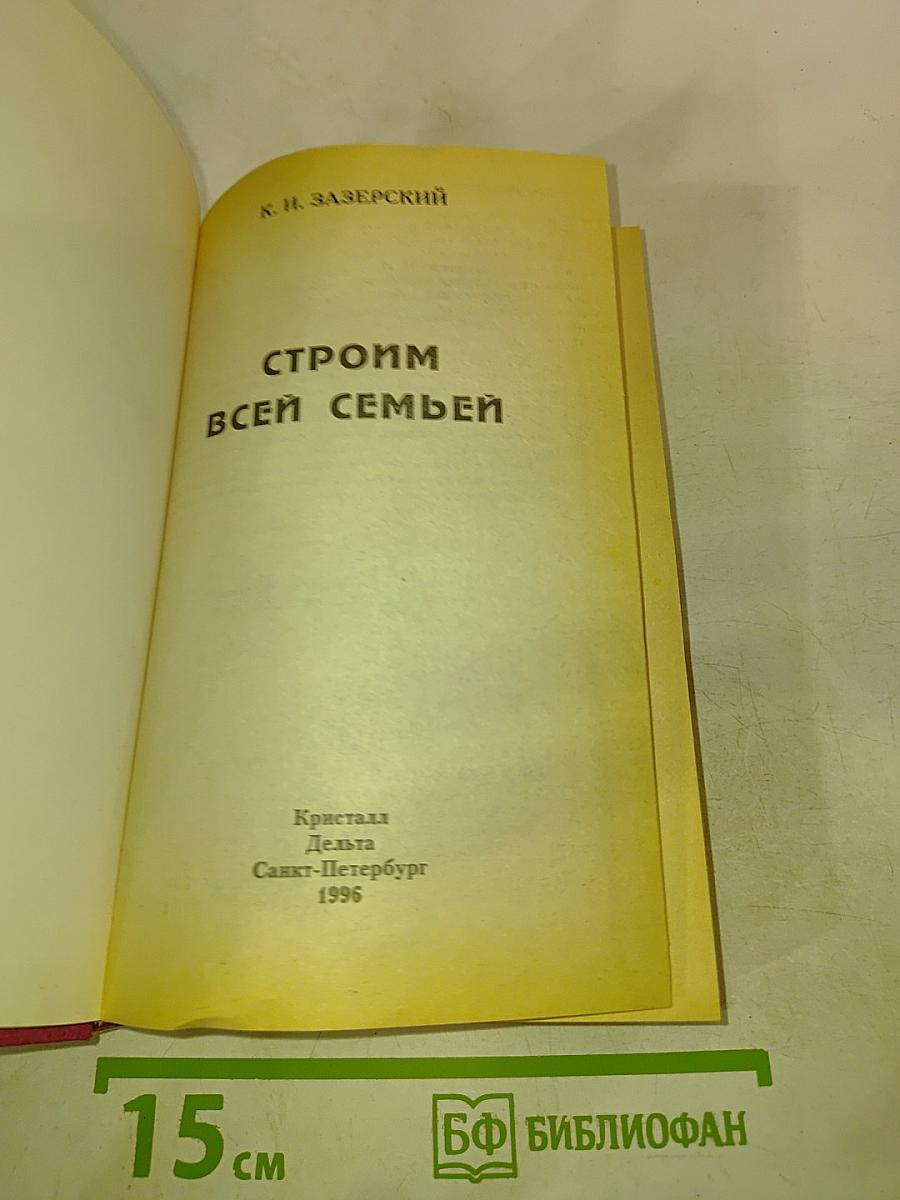 К. И. ЗАЗЕРСКИЙ
СТРОИМ
ВСЕЙ СЕМЬЕЙ
Кристалл
Дельта
Санкт-Петербург
1996
15 см
БФ БИБЛИОФАН